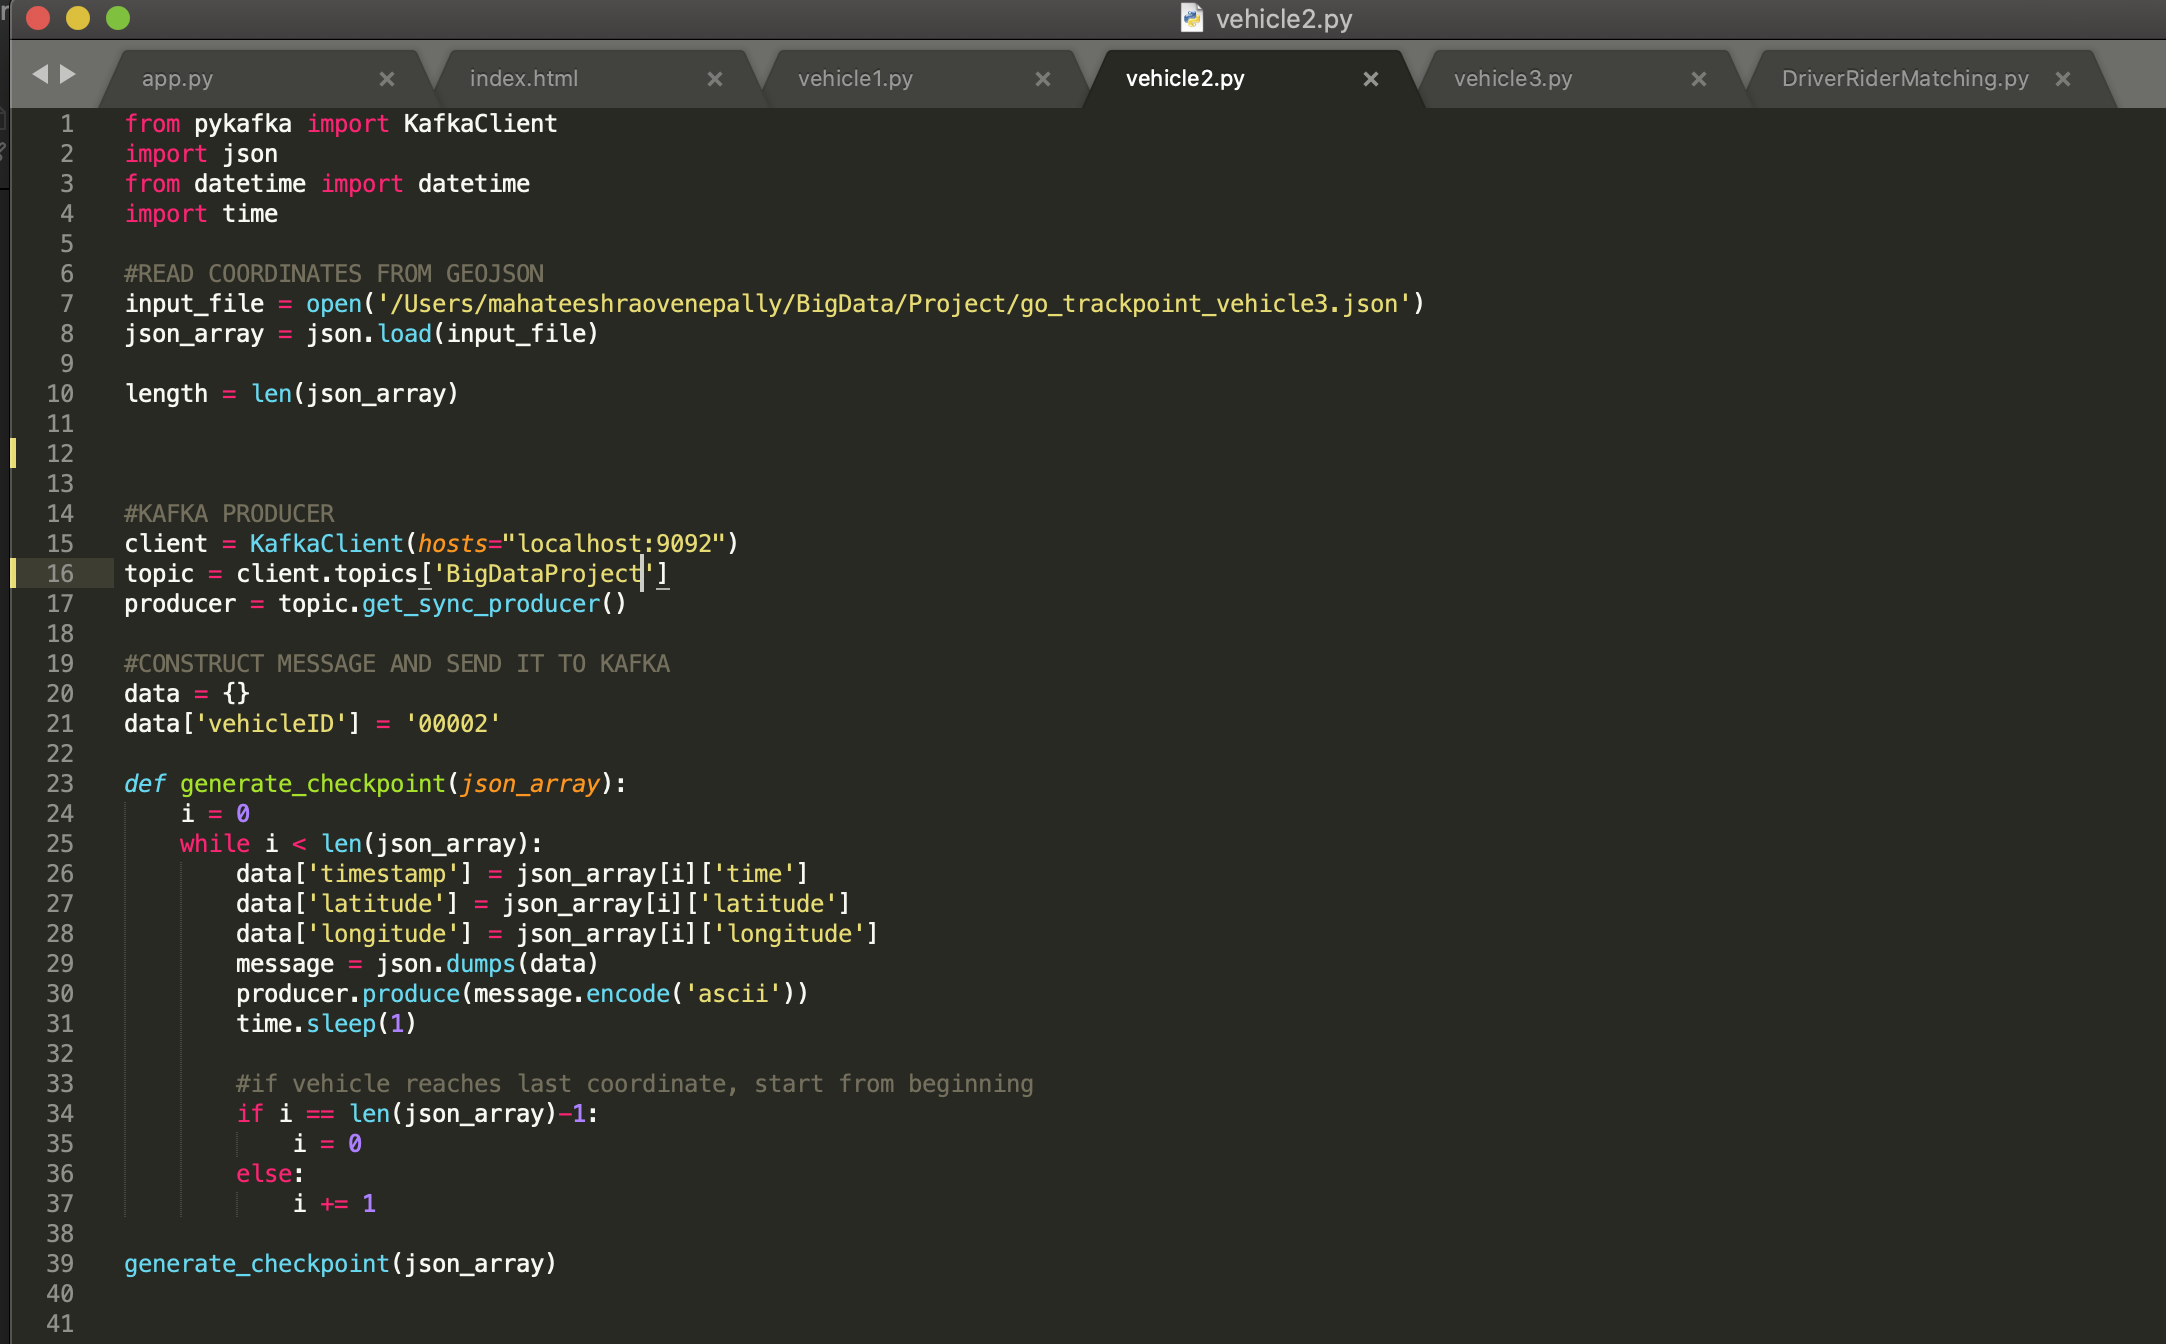 vehicle2.py
app.py
index.html
vehicle1.py
vehicle2.py
vehicle3.py
DriverRiderMatching.py
1 from pykafka import KafkaClient
2 import json
3 from datetime import datetime
4 import time
5
6 #READ COORDINATES FROM GEOJSON
7 input_file = open('/Users/mahateeshraovenepally/BigData/Project/go_trackpoint_vehicle3.json')
8 json_array = json.load(input_file)
9
10 length = len(json_array)
11
12
13
14 #KAFKA PRODUCER
15 client = KafkaClient(hosts="localhost:9092")
16 topic = client.topics['BigDataProject']
17 producer = topic.get_sync_producer()
18
19 #CONSTRUCT MESSAGE AND SEND IT TO KAFKA
20 data = {}
21 data['vehicleID'] = '00002'
22
23 def generate_checkpoint(json_array):
24     i = 0
25     while i < len(json_array):
26         data['timestamp'] = json_array[i]['time']
27         data['latitude'] = json_array[i]['latitude']
28         data['longitude'] = json_array[i]['longitude']
29         message = json.dumps(data)
30         producer.produce(message.encode('ascii'))
31         time.sleep(1)
32
33         #if vehicle reaches last coordinate, start from beginning
34         if i == len(json_array)-1:
35             i = 0
36         else:
37             i += 1
38
39 generate_checkpoint(json_array)
40
41